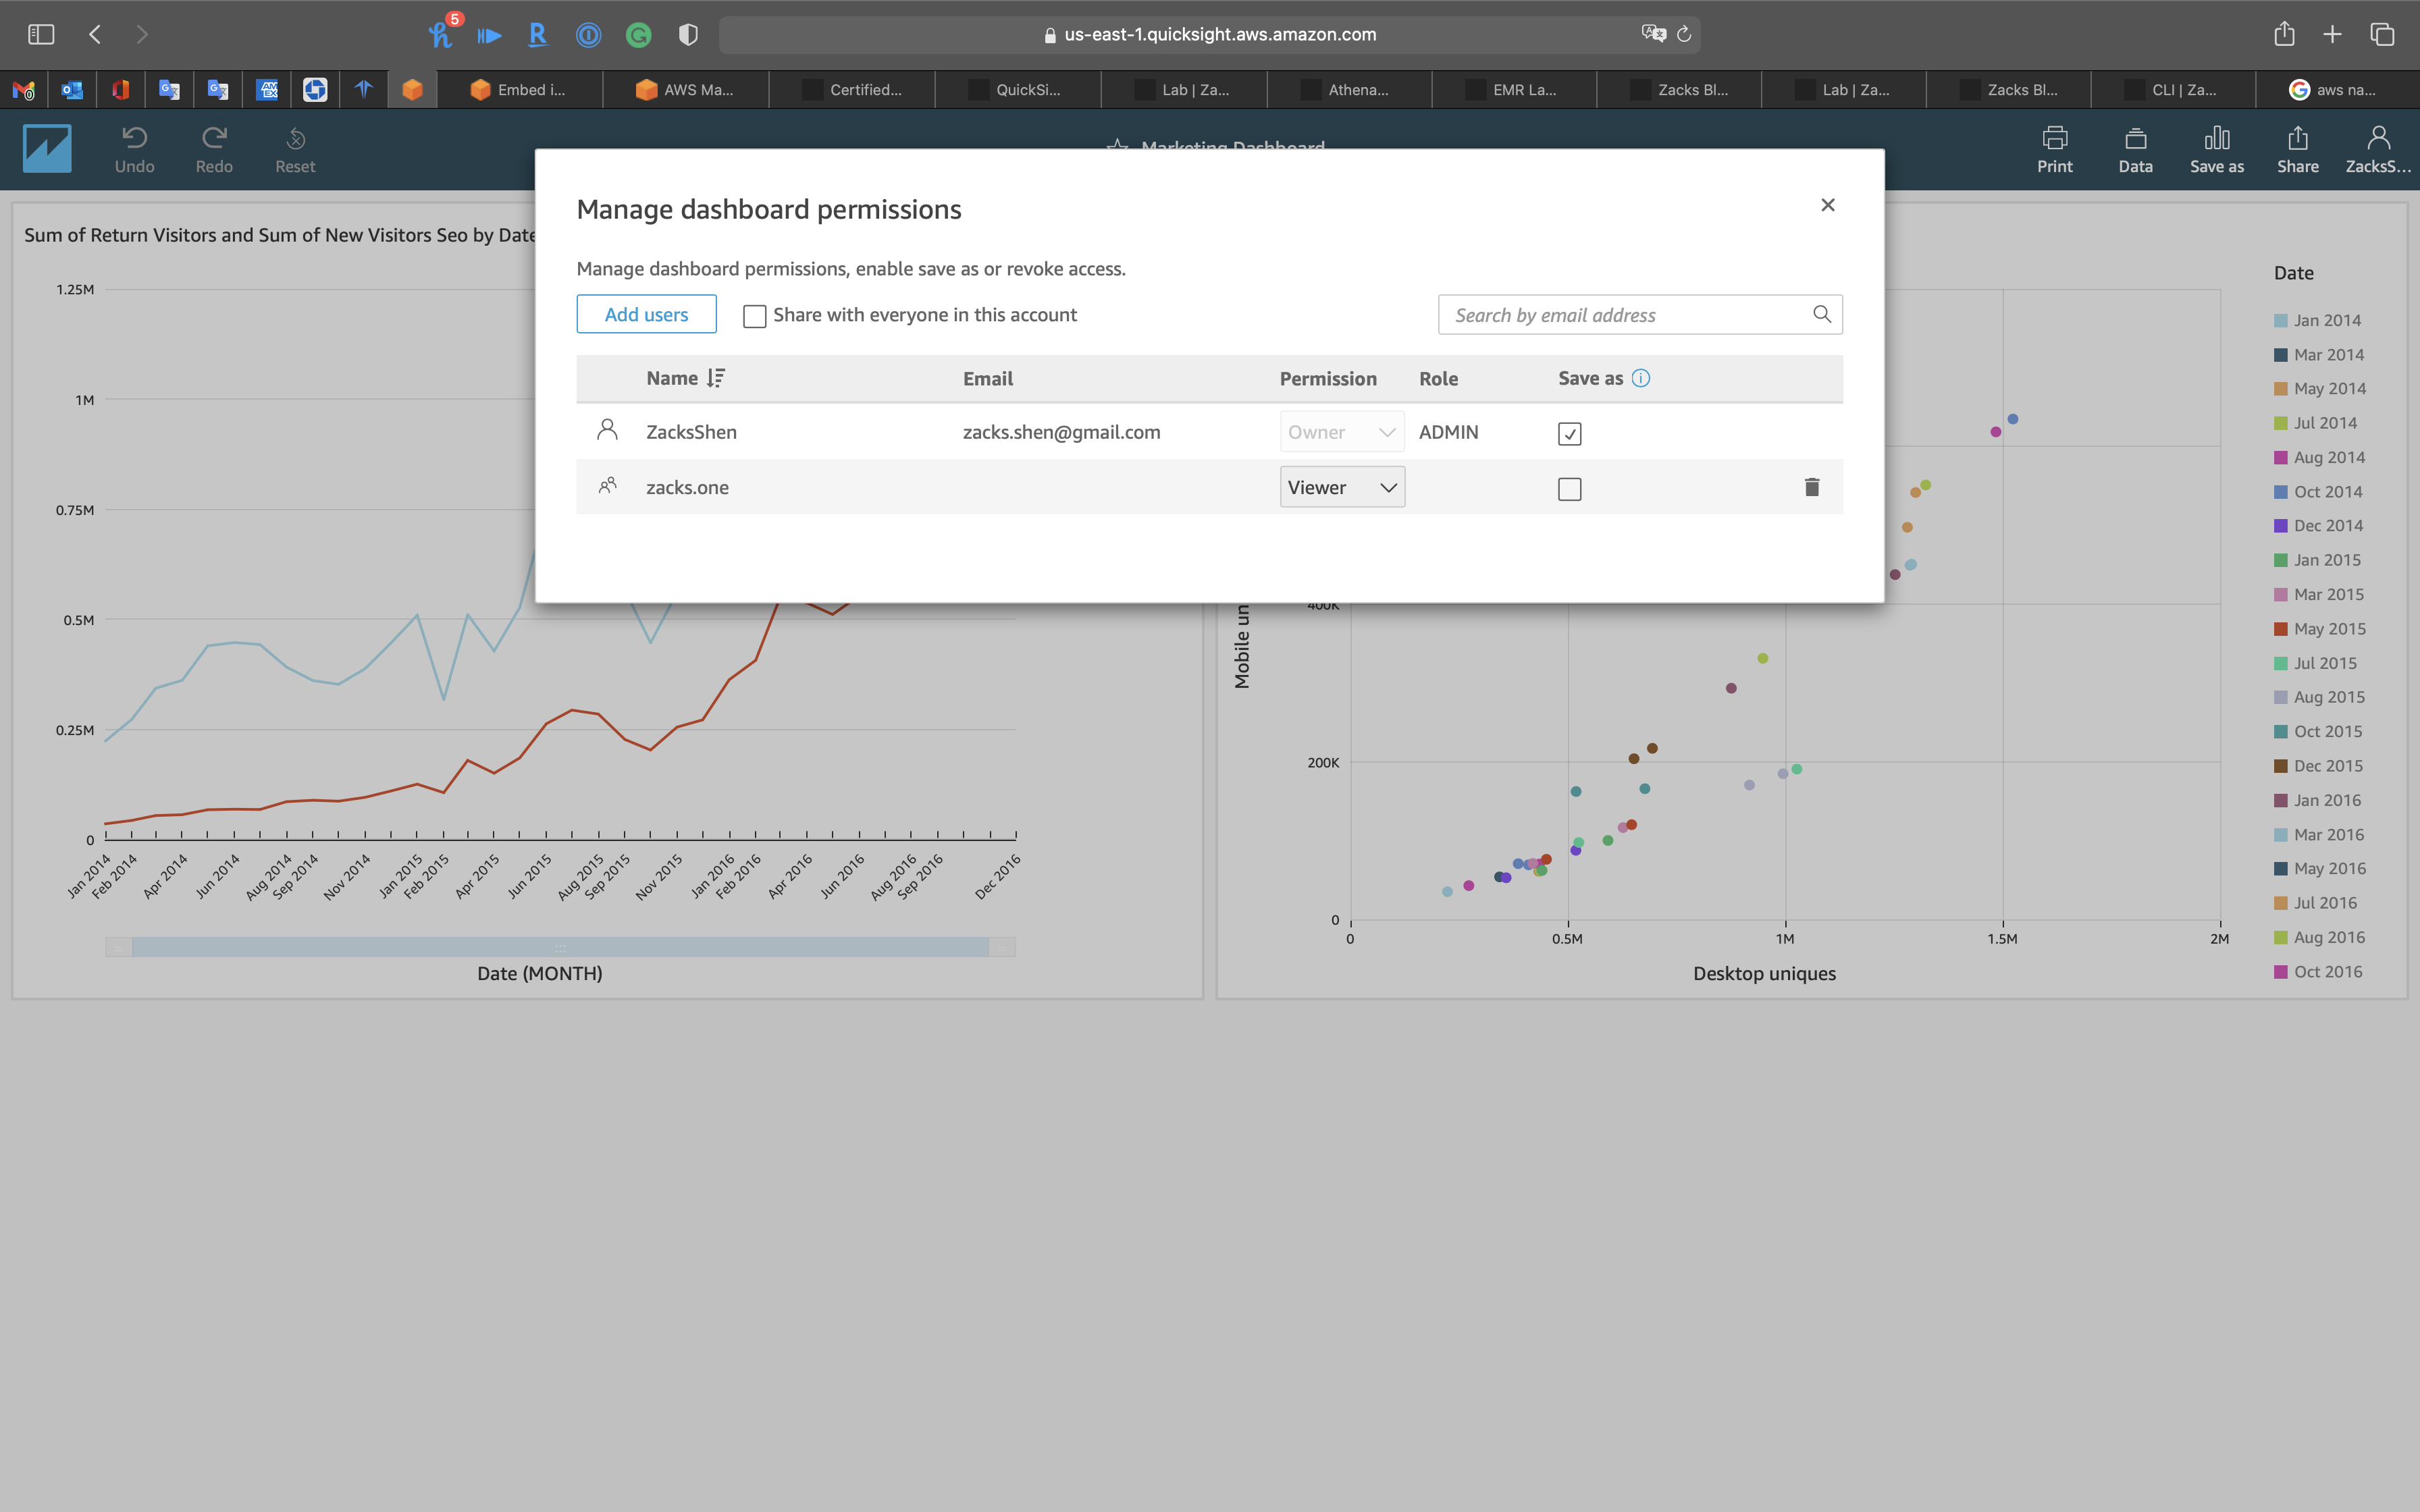 5
us-east-1.quicksight.aws.amazon.com
Embed i...
AWS Ma...
Certified...
QuickSi...
Lab | Za...
Athena...
EMR La...
Zacks Bl...
Lab | Za...
Zacks Bl...
CLI | Za...
aws na...
Undo
Redo
Reset
Marketing Dashboard
Print
Data
Save as
Share
ZacksS...
Manage dashboard permissions
Manage dashboard permissions, enable save as or revoke access.
Add users
Share with everyone in this account
Search by email address
Name
Email
Permission
Role
Save as
ZacksShen
zacks.shen@gmail.com
Owner
ADMIN
zacks.one
Viewer
Sum of Return Visitors and Sum of New Visitors Seo by Date
1.25M
1M
0.75M
0.5M
0.25M
0
Jan 2014
Feb 2014
Apr 2014
Jun 2014
Aug 2014
Sep 2014
Nov 2014
Jan 2015
Feb 2015
Apr 2015
Jun 2015
Aug 2015
Sep 2015
Nov 2015
Jan 2016
Feb 2016
Apr 2016
Jun 2016
Aug 2016
Sep 2016
Dec 2016
Date (MONTH)
Mobile un
400K
200K
0
0
0.5M
1M
1.5M
2M
Desktop uniques
Date
Jan 2014
Mar 2014
May 2014
Jul 2014
Aug 2014
Oct 2014
Dec 2014
Jan 2015
Mar 2015
May 2015
Jul 2015
Aug 2015
Oct 2015
Dec 2015
Jan 2016
Mar 2016
May 2016
Jul 2016
Aug 2016
Oct 2016